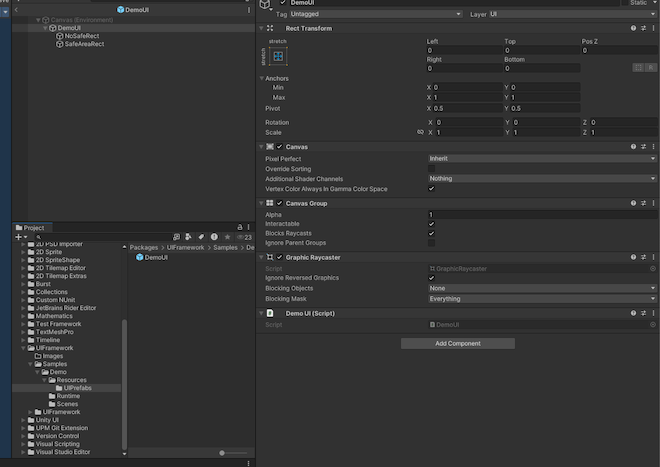 DemoUI
Canvas (Environment)
DemoUI
NoSafeRect
SafeAreaRect
DemoUI
Static
Tag Untagged Layer UI
Rect Transform
stretch
stretch
Left Top Pos Z
0 0 0
Right Bottom
0 0 R
Anchors
Min X 0 Y 0
Max X 1 Y 1
Pivot X 0.5 Y 0.5
Rotation X 0 Y 0 Z 0
Scale X 1 Y 1 Z 1
Canvas
Pixel Perfect Inherit
Override Sorting
Additional Shader Channels Nothing
Vertex Color Always In Gamma Color Space
Canvas Group
Alpha 1
Interactable
Blocks Raycasts
Ignore Parent Groups
Graphic Raycaster
Script GraphicRaycaster
Ignore Reversed Graphics
Blocking Objects None
Blocking Mask Everything
Demo UI (Script)
Script DemoUI
Add Component
Project
23
2D PSD Importer
2D Sprite
2D SpriteShape
2D Tilemap Editor
2D Tilemap Extras
Burst
Collections
Custom NUnit
JetBrains Rider Editor
Mathematics
Test Framework
TextMeshPro
Timeline
UIFramework
Images
Samples
Demo
Resources
UIPrefabs
Runtime
Scenes
UIFramework
Unity UI
UPM Git Extension
Version Control
Visual Scripting
Visual Studio Editor
Packages > UIFramework > Samples > De
DemoUI